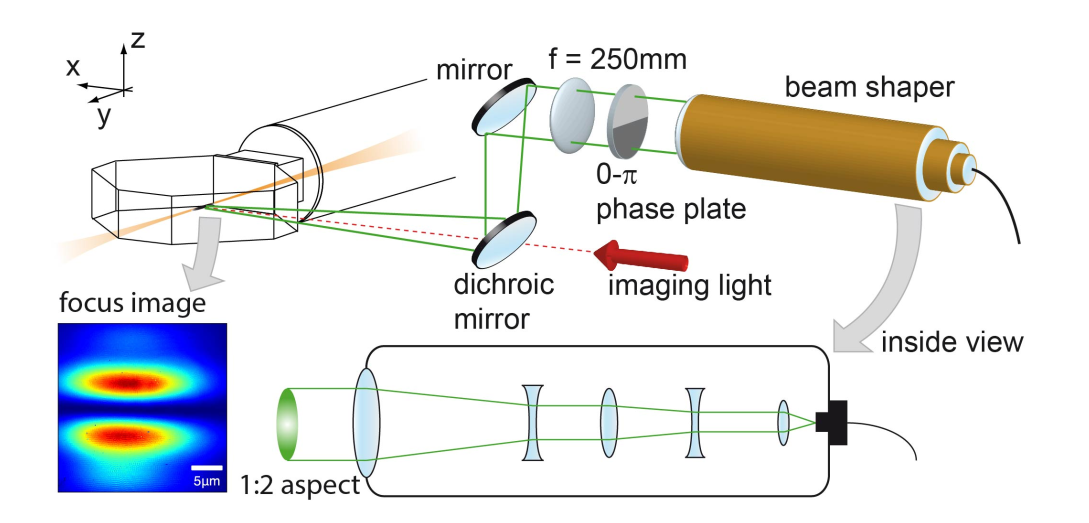 z
x
y
mirror
f = 250mm
beam shaper
0-π
phase plate
dichroic
mirror
imaging light
focus image
5μm
inside view
1:2 aspect